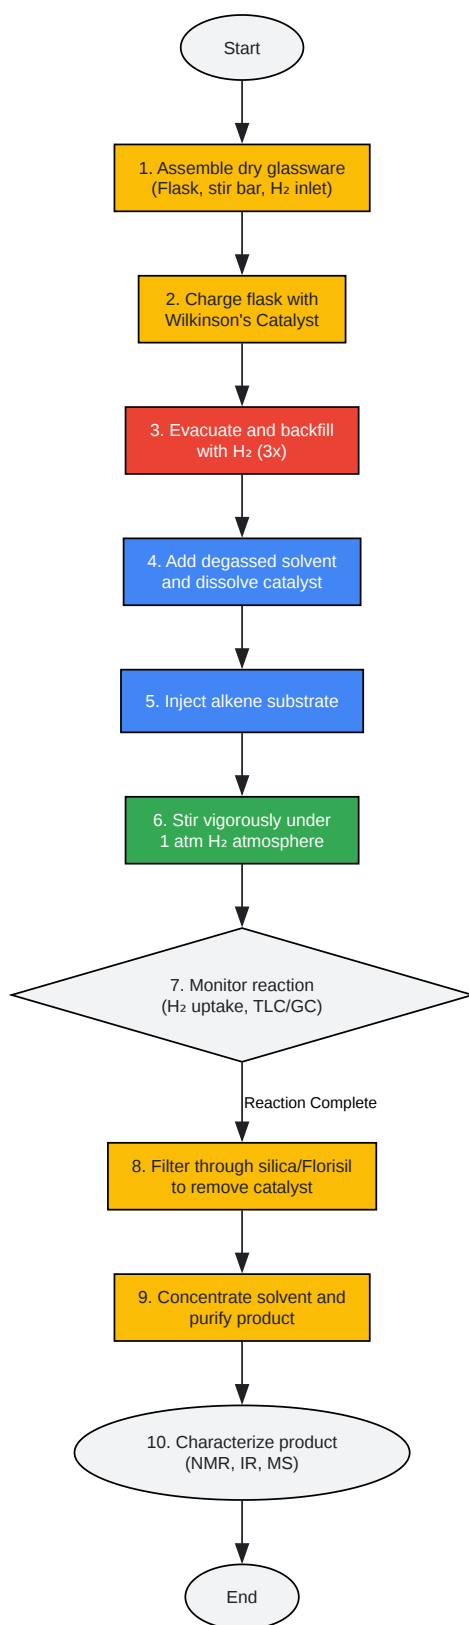 Start
1. Assemble dry glassware
(Flask, stir bar, H₂ inlet)
2. Charge flask with
Wilkinson's Catalyst
3. Evacuate and backfill
with H₂ (3x)
4. Add degassed solvent
and dissolve catalyst
5. Inject alkene substrate
6. Stir vigorously under
1 atm H₂ atmosphere
7. Monitor reaction
(H₂ uptake, TLC/GC)
Reaction Complete
8. Filter through silica/Florisil
to remove catalyst
9. Concentrate solvent and
purify product
10. Characterize product
(NMR, IR, MS)
End